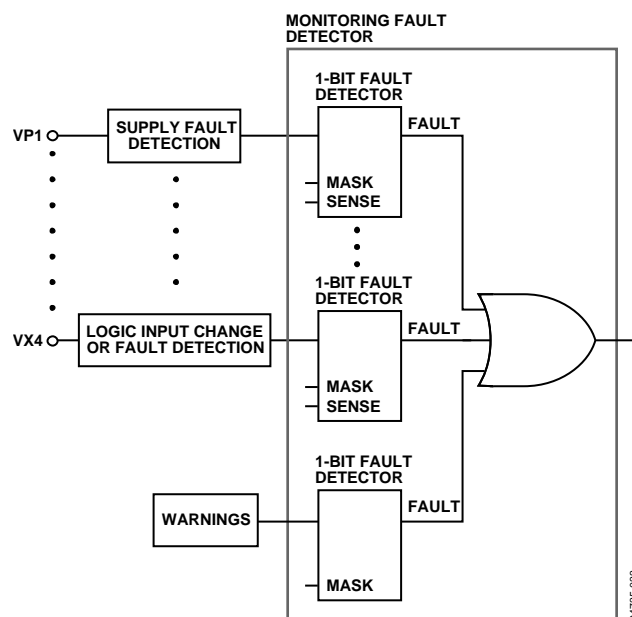 MONITORING FAULT
DETECTOR
1-BIT FAULT
DETECTOR
VP1
SUPPLY FAULT
DETECTION
FAULT
MASK
SENSE
1-BIT FAULT
DETECTOR
VX4
LOGIC INPUT CHANGE
OR FAULT DETECTION
FAULT
MASK
SENSE
1-BIT FAULT
DETECTOR
WARNINGS
FAULT
MASK